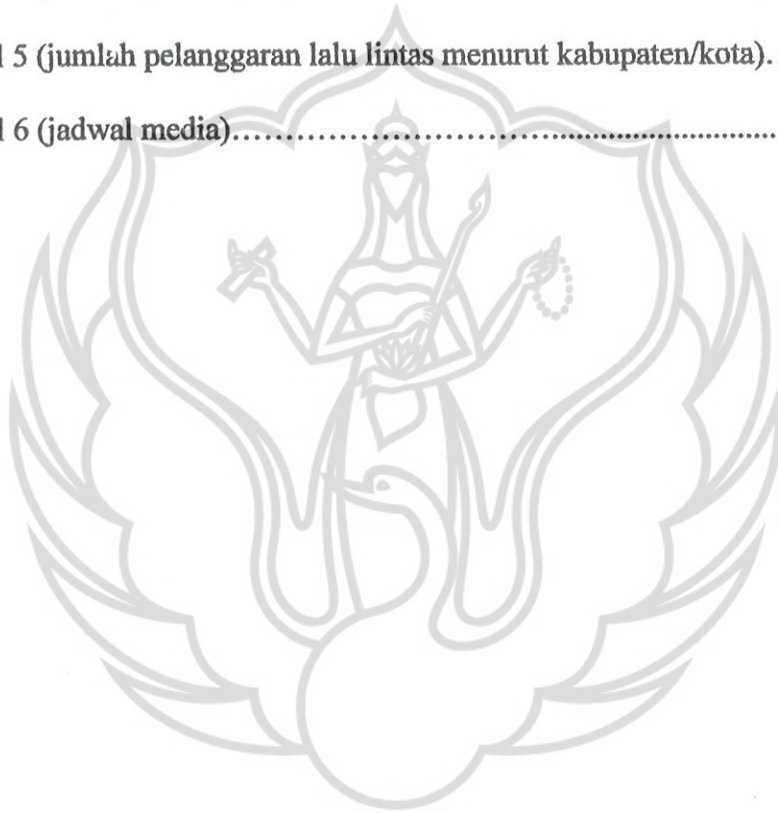 l 5 (jumlah pelanggaran lalu lintas menurut kabupaten/kota).
l 6 (jadwal media)................................................................